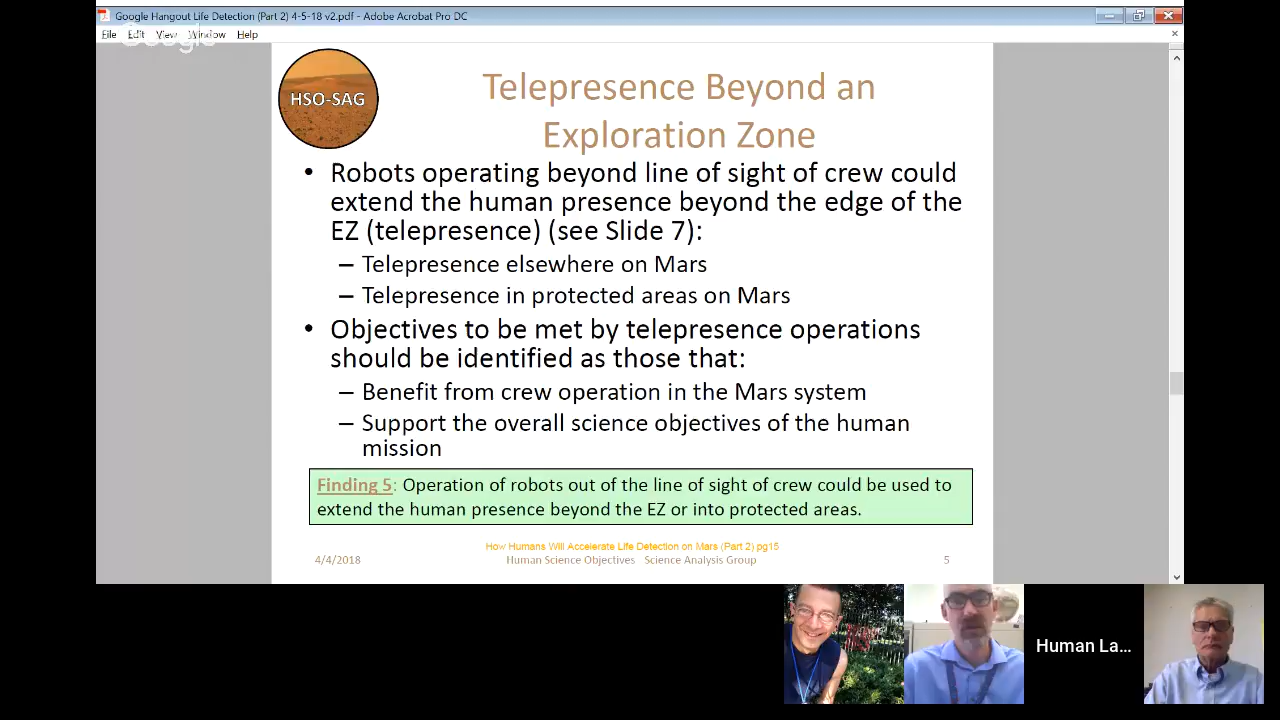 Google Hangout Life Detection (Part 2) 4-5-18 v2.pdf - Adobe Acrobat Pro DC
File Edit View Window Help
Google
HSO-SAG
Telepresence Beyond an
Exploration Zone
• Robots operating beyond line of sight of crew could
extend the human presence beyond the edge of the
EZ (telepresence) (see Slide 7):
– Telepresence elsewhere on Mars
– Telepresence in protected areas on Mars
• Objectives to be met by telepresence operations
should be identified as those that:
– Benefit from crew operation in the Mars system
– Support the overall science objectives of the human
mission
Finding 5: Operation of robots out of the line of sight of crew could be used to
extend the human presence beyond the EZ or into protected areas.
How Humans Will Accelerate Life Detection on Mars (Part 2) pg15
4/4/2018 Human Science Objectives Science Analysis Group 5
Human La...